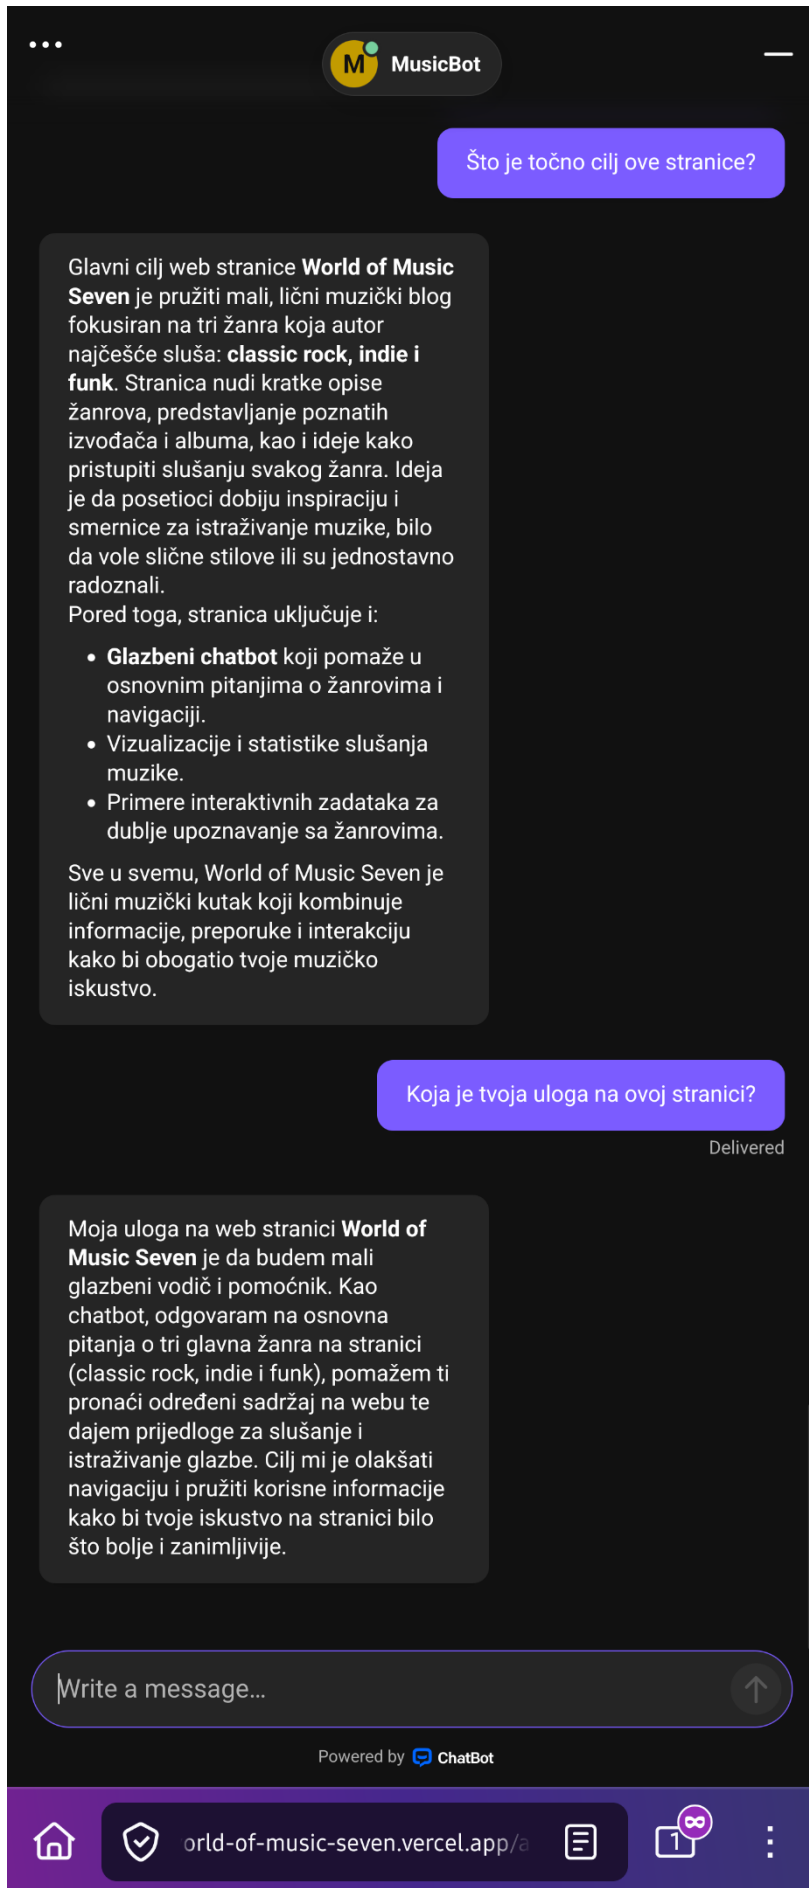 ...
M MusicBot
Što je točno cilj ove stranice?
Glavni cilj web stranice World of Music
Seven je pružiti mali, lični muzički blog
fokusiran na tri žanra koja autor
najčešće sluša: classic rock, indie i
funk. Stranica nudi kratke opise
žanrova, predstavljanje poznatih
izvođača i albuma, kao i ideje kako
pristupiti slušanju svakog žanra. Ideja
je da posetioci dobiju inspiraciju i
smernice za istraživanje muzike, bilo
da vole slične stilove ili su jednostavno
radoznali.
Pored toga, stranica uključuje i:
• Glazbeni chatbot koji pomaže u
osnovnim pitanjima o žanrovima i
navigaciji.
• Vizualizacije i statistike slušanja
muzike.
• Primere interaktivnih zadataka za
dublje upoznavanje sa žanrovima.
Sve u svemu, World of Music Seven je
lični muzički kutak koji kombinuje
informacije, preporuke i interakciju
kako bi obogatio tvoje muzičko
iskustvo.
Koja je tvoja uloga na ovoj stranici?
Delivered
Moja uloga na web stranici World of
Music Seven je da budem mali
glazbeni vodič i pomoćnik. Kao
chatbot, odgovaram na osnovna
pitanja o tri glavna žanra na stranici
(classic rock, indie i funk), pomažem ti
pronaći određeni sadržaj na webu te
dajem prijedloge za slušanje i
istraživanje glazbe. Cilj mi je olakšati
navigaciju i pružiti korisne informacije
kako bi tvoje iskustvo na stranici bilo
što bolje i zanimljivije.
Write a message...
Powered by ChatBot
orld-of-music-seven.vercel.app/a
1